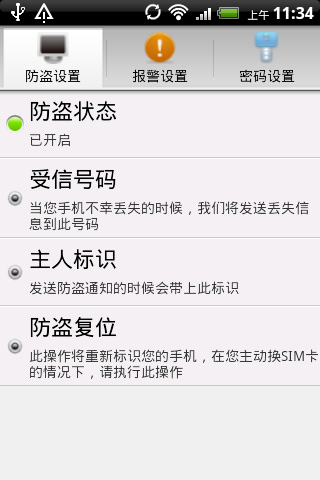 上午 11:34
防盗设置 报警设置 密码设置
防盗状态
已开启
受信号码
当您手机不幸丢失的时候，我们将发送丢失信
息到此号码
主人标识
发送防盗通知的时候会带上此标识
防盗复位
此操作将重新标识您的手机，在您主动换SIM卡
的情况下，请执行此操作